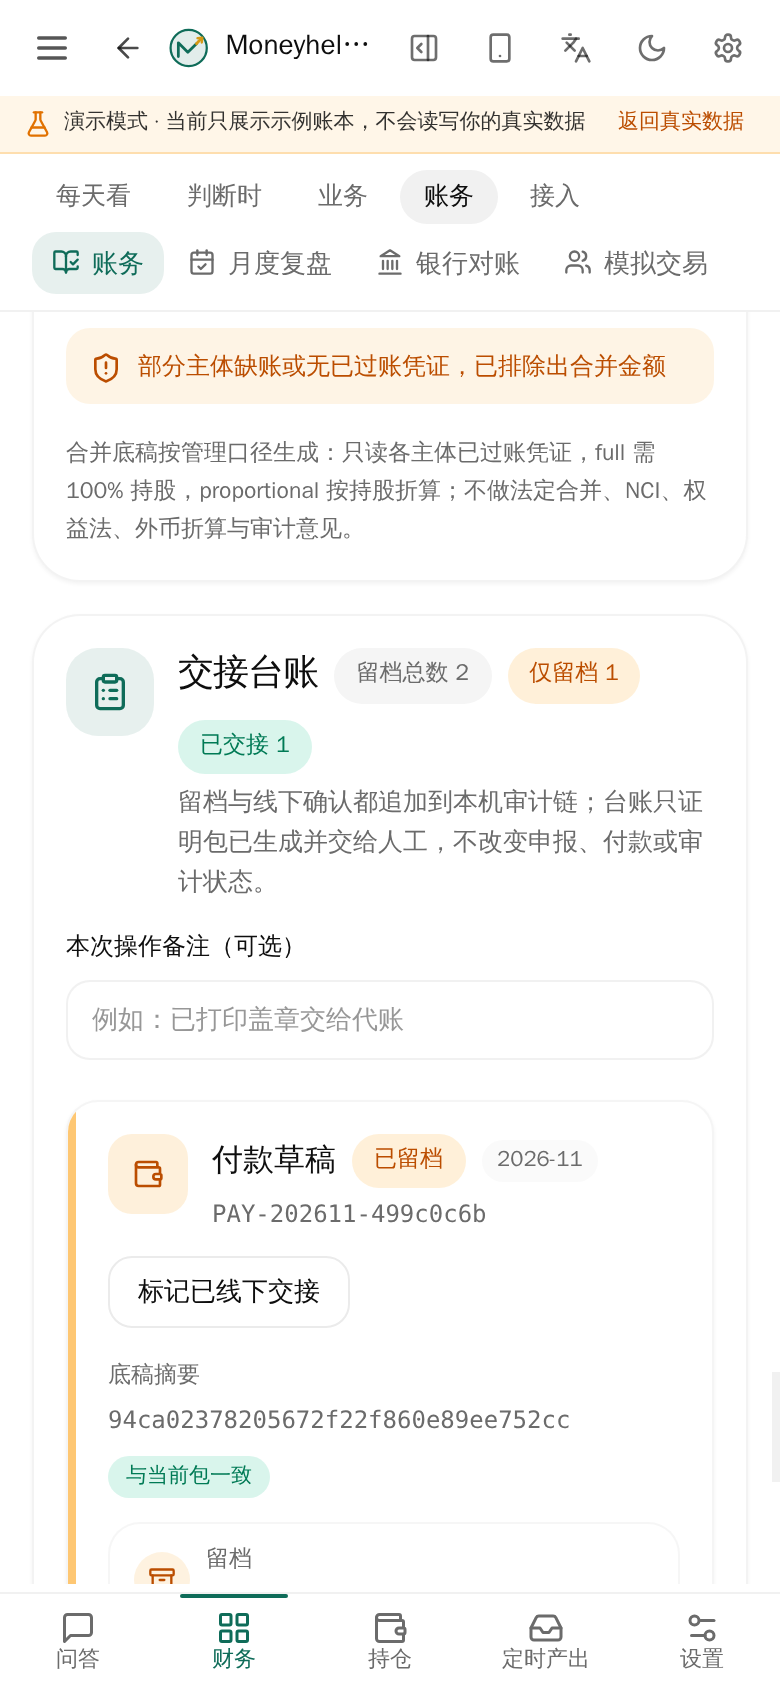 Moneyhel···
演示模式 · 当前只展示示例账本，不会读写你的真实数据 返回真实数据
每天看 判断时 业务 账务 接入
账务 月度复盘 银行对账 模拟交易
部分主体缺账或无已过账凭证，已排除出合并金额
合并底稿按管理口径生成：只读各主体已过账凭证，full 需
100% 持股，proportional 按持股折算；不做法定合并、NCI、权
益法、外币折算与审计意见。
交接台账 留档总数 2 仅留档 1
已交接 1
留档与线下确认都追加到本机审计链；台账只证
明包已生成并交给人工，不改变申报、付款或审
计状态。
本次操作备注（可选）
例如：已打印盖章交给代账
付款草稿 已留档 2026-11
PAY-202611-499c0c6b
标记已线下交接
底稿摘要
94ca02378205672f22f860e89ee752cc
与当前包一致
留档
问答 财务 持仓 定时产出 设置